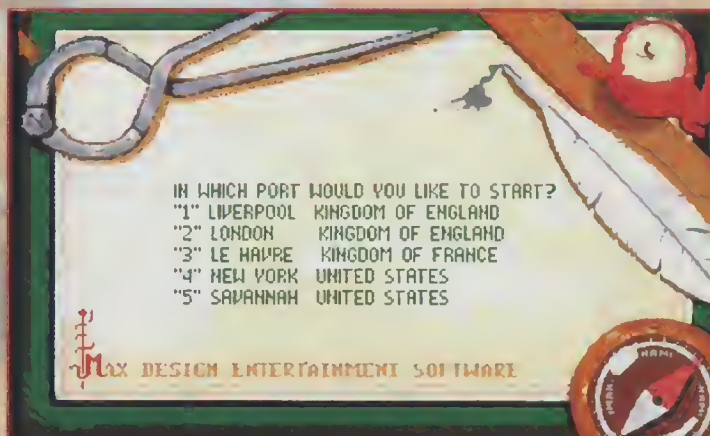 IN WHICH PORT WOULD YOU LIKE TO START?
"1" LIVERPOOL KINGDOM OF ENGLAND
"2" LONDON KINGDOM OF ENGLAND
"3" LE HAVRE KINGDOM OF FRANCE
"4" NEW YORK UNITED STATES
"5" SAVANNAH UNITED STATES
MAX DESIGN ENTERTAINMENT SOFTWARE